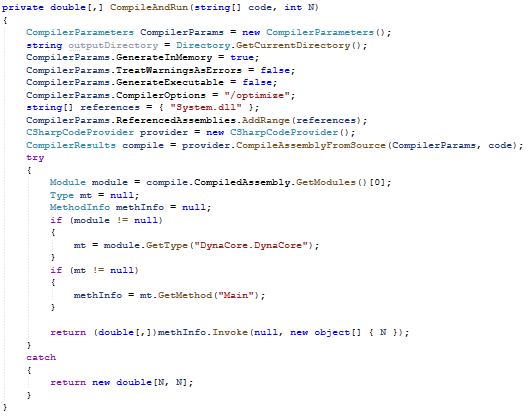 private double[,] CompileAndRun(string[] code, int N)
{
    CompilerParameters CompilerParams = new CompilerParameters();
    string outputDirectory = Directory.GetCurrentDirectory();
    CompilerParams.GenerateInMemory = true;
    CompilerParams.TreatWarningsAsErrors = false;
    CompilerParams.GenerateExecutable = false;
    CompilerParams.CompilerOptions = "/optimize";
    string[] references = { "System.dll" };
    CompilerParams.ReferencedAssemblies.AddRange(references);
    CSharpCodeProvider provider = new CSharpCodeProvider();
    CompilerResults compile = provider.CompileAssemblyFromSource(CompilerParams, code);
    try
    {
        Module module = compile.CompiledAssembly.GetModules()[0];
        Type mt = null;
        MethodInfo methInfo = null;
        if (module != null)
        {
            mt = module.GetType("DynaCore.DynaCore");
        }
        if (mt != null)
        {
            methInfo = mt.GetMethod("Main");
        }

        return (double[,])methInfo.Invoke(null, new object[] { N });
    }
    catch
    {
        return new double[N, N];
    }
}